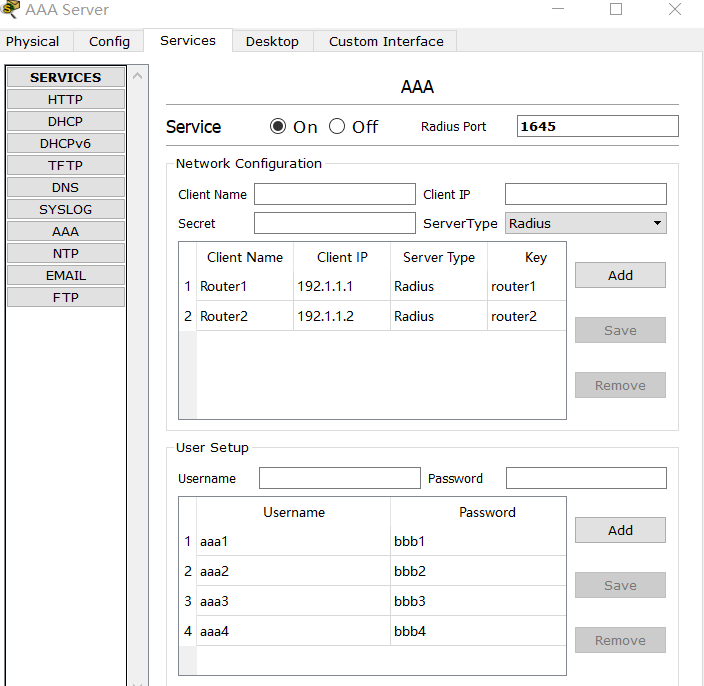 AAA Server
Physical Config Services Desktop Custom Interface
SERVICES
HTTP
DHCP
DHCPv6
TFTP
DNS
SYSLOG
AAA
NTP
EMAIL
FTP
AAA
Service On Off Radius Port 1645
Network Configuration
Client Name Client IP
Secret ServerType Radius
Client Name Client IP Server Type Key
1 Router1 192.1.1.1 Radius router1
2 Router2 192.1.1.2 Radius router2
Add
Save
Remove
User Setup
Username Password
Username Password
1 aaa1 bbb1
2 aaa2 bbb2
3 aaa3 bbb3
4 aaa4 bbb4
Add
Save
Remove